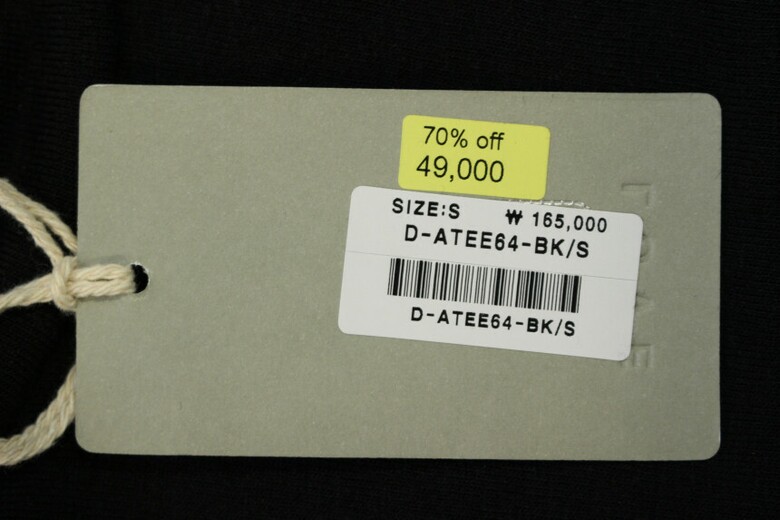 70% off
49,000
SIZE:S ₩ 165,000
D-ATEE64-BK/S
D-ATEE64-BK/S